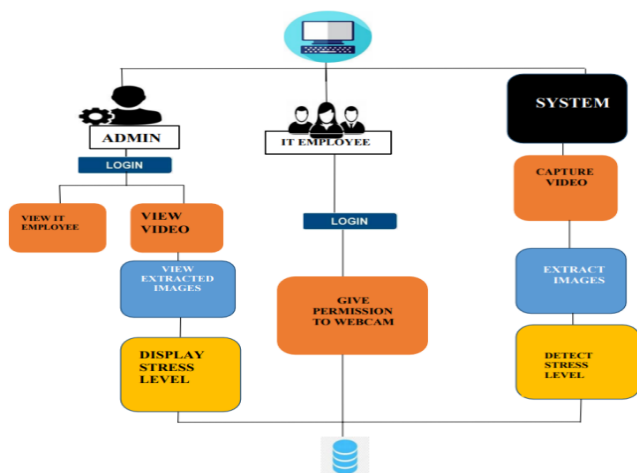 SYSTEM
ADMIN
IT EMPLOYEE
LOGIN
CAPTURE
VIDEO
VIEW IT
EMPLOYEE
VIEW
VIDEO
LOGIN
VIEW
EXTRACTED
IMAGES
EXTRACT
IMAGES
GIVE
PERMISSION
TO WEBCAM
DISPLAY
STRESS
LEVEL
DETECT
STRESS
LEVEL